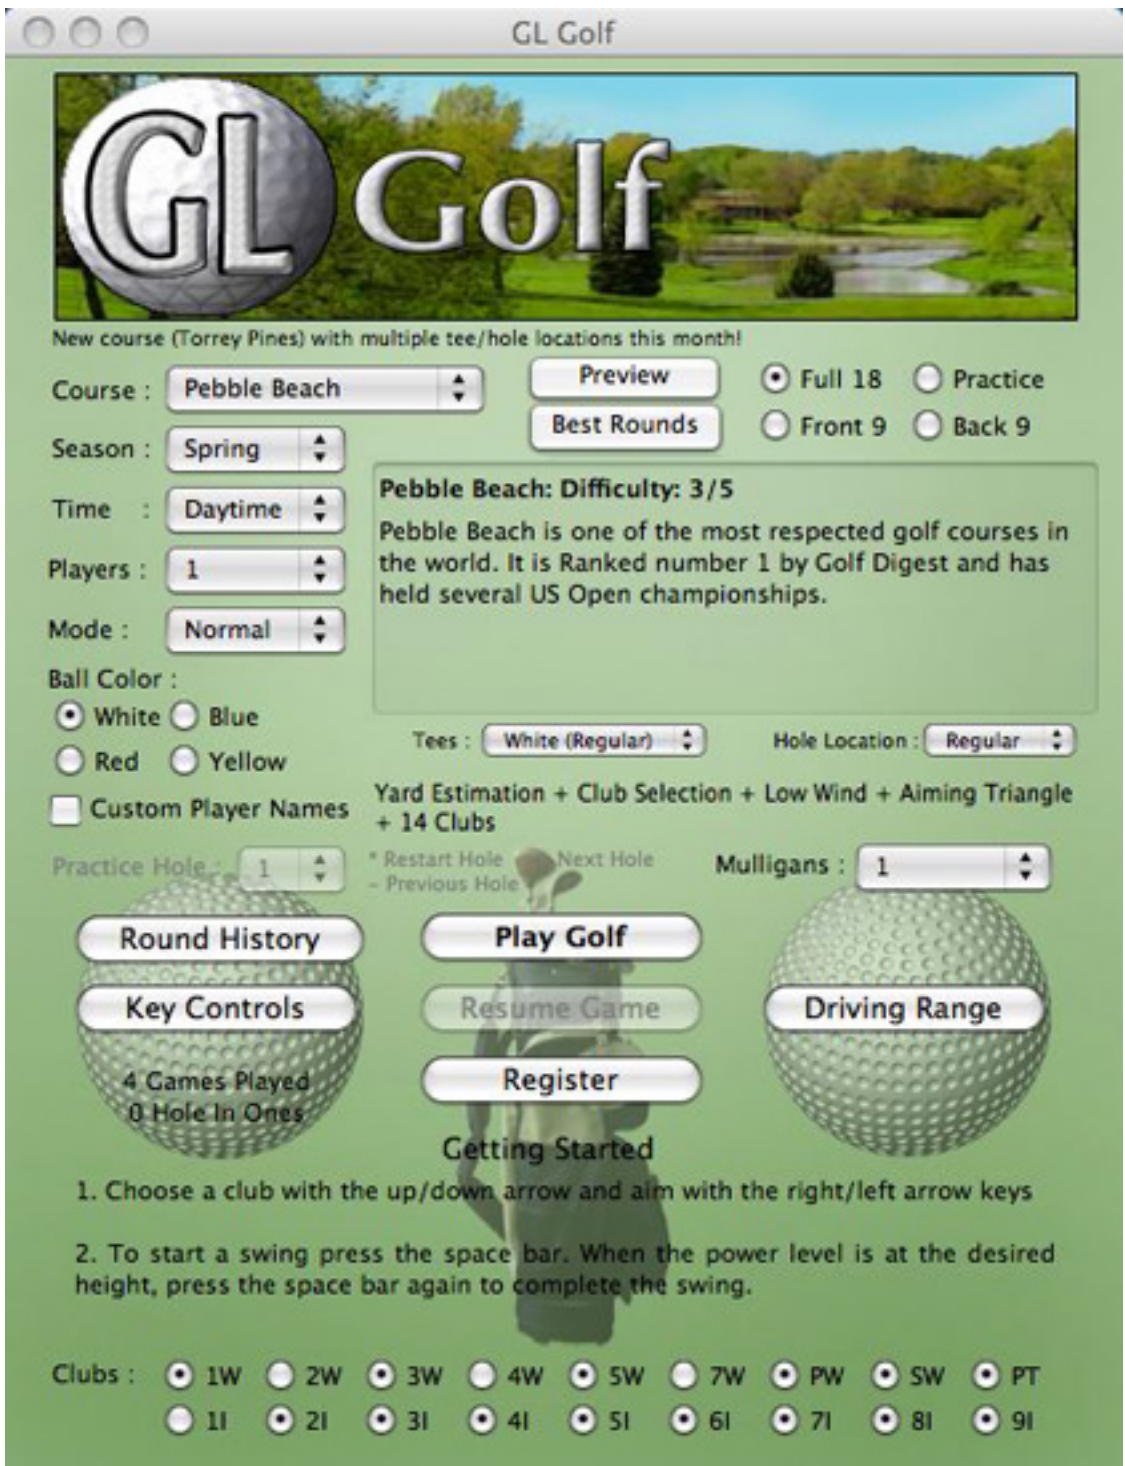 GL Golf
GL Golf
New course (Torrey Pines) with multiple tee/hole locations this month!
Course : Pebble Beach
Preview
Full 18 Practice
Best Rounds
Front 9 Back 9
Season : Spring
Time : Daytime
Players : 1
Mode : Normal
Pebble Beach: Difficulty: 3/5
Pebble Beach is one of the most respected golf courses in
the world. It is Ranked number 1 by Golf Digest and has
held several US Open championships.
Ball Color :
White Blue
Red Yellow
Tees : White (Regular) Hole Location : Regular
Custom Player Names
Yard Estimation + Club Selection + Low Wind + Aiming Triangle
+ 14 Clubs
Practice Hole : 1
* Restart Hole Next Hole
- Previous Hole
Mulligans : 1
Round History
Play Golf
Key Controls
Resume Game
Driving Range
4 Games Played
0 Hole In Ones
Register
Getting Started
1. Choose a club with the up/down arrow and aim with the right/left arrow keys
2. To start a swing press the space bar. When the power level is at the desired
height, press the space bar again to complete the swing.
Clubs : 1W 2W 3W 4W 5W 7W PW SW PT
1I 2I 3I 4I 5I 6I 7I 8I 9I